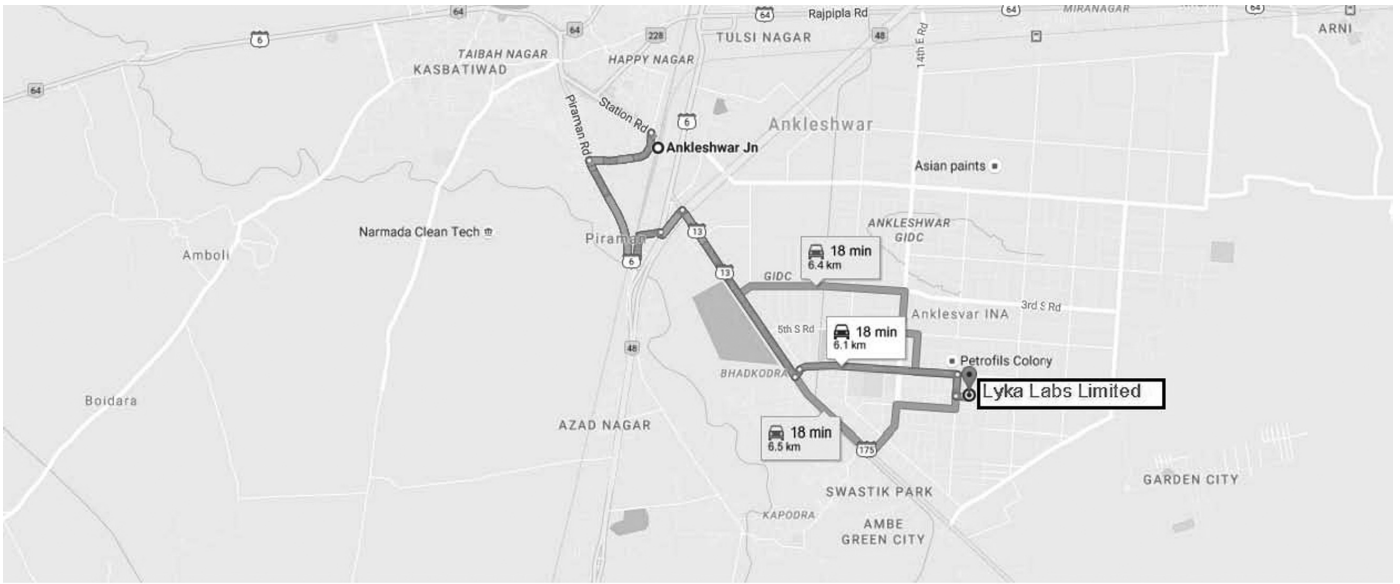 64
64
Rajpipla Rd
64
MIRANAGAR
64
6
64
228
TULSI NAGAR
48
14th E Rd
ARNI
TAIBAH NAGAR
HAPPY NAGAR
KASBATIWAD
64
Station Rd
Piraman Rd
6
Ankleshwar
Ankleshwar Jn
Asian paints
Narmada Clean Tech
Piraman
13
ANKLESHWAR
GIDC
Amboli
6
13
18 min
6.4 km
GIDC
3rd S Rd
Anklesvar INA
5th S Rd
18 min
6.1 km
48
BHADKODRA
Petrofils Colony
Lyka Labs Limited
Boidara
AZAD NAGAR
18 min
6.5 km
175
GARDEN CITY
SWASTIK PARK
KAPODRA
AMBE
GREEN CITY